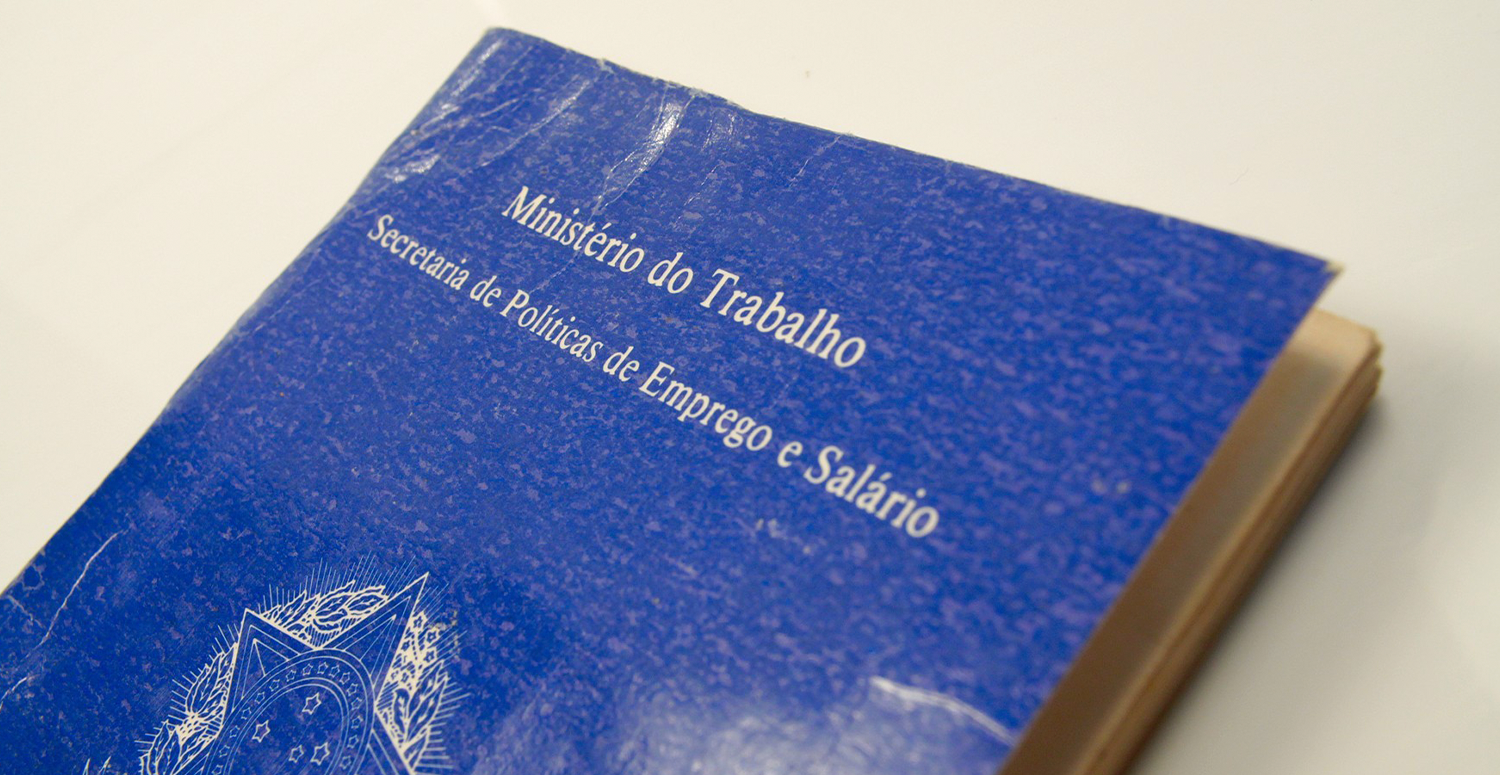 Ministério do Trabalho
Secretaria de Políticas de Emprego e Salário